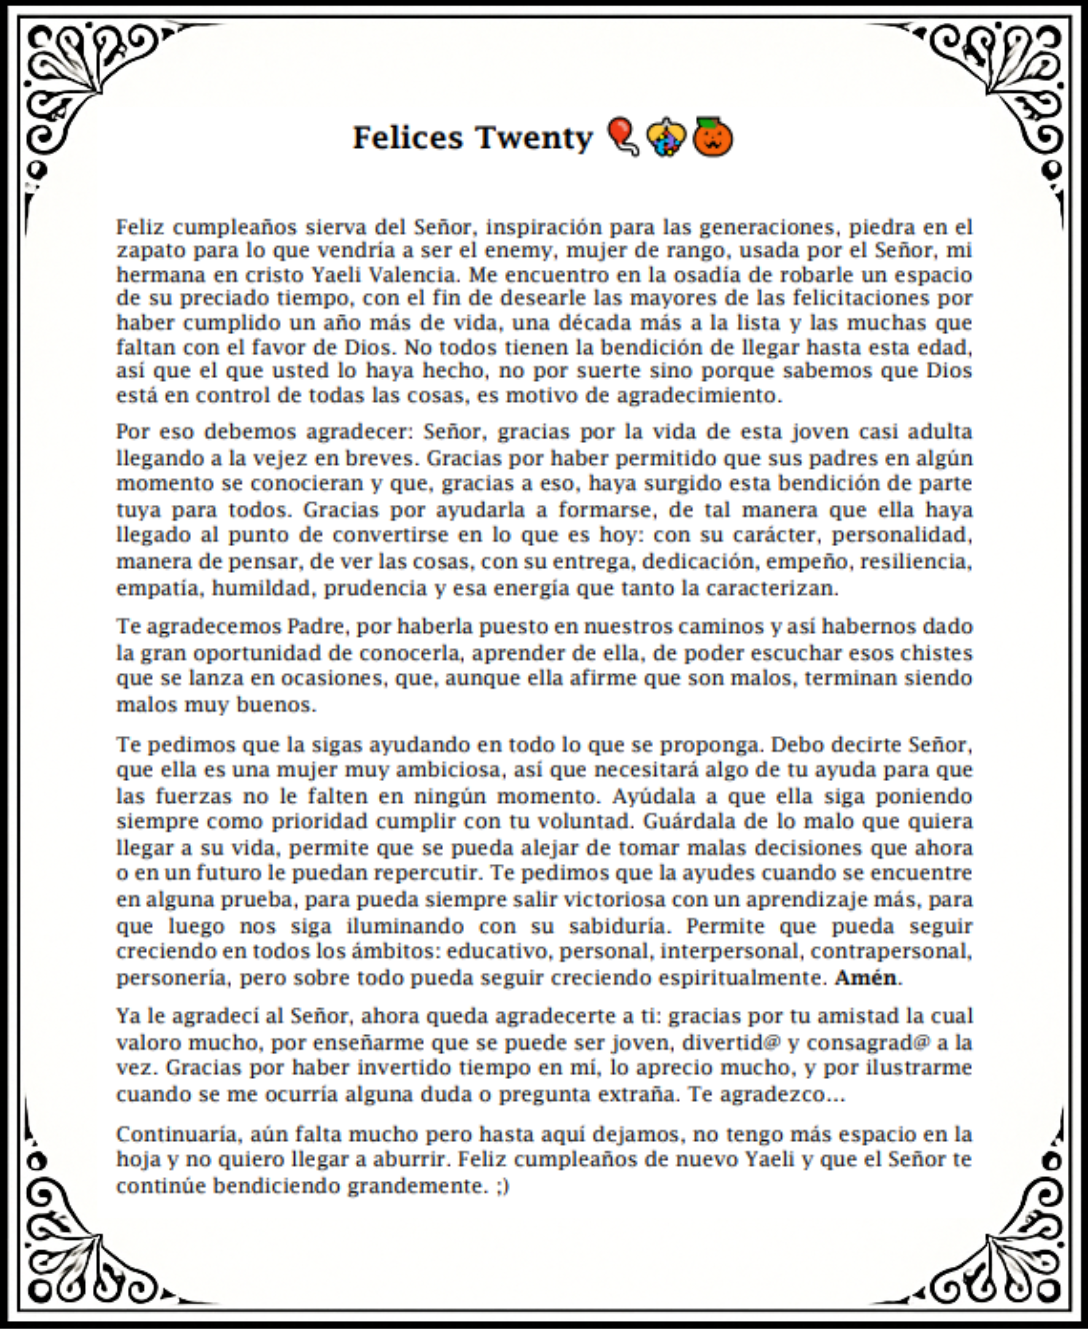 Felices Twenty 🎈🪅🎃
Feliz cumpleaños sierva del Señor, inspiración para las generaciones, piedra en el
zapato para lo que vendría a ser el enemy, mujer de rango, usada por el Señor, mi
hermana en cristo Yaeli Valencia. Me encuentro en la osadía de robarle un espacio
de su preciado tiempo, con el fin de desearle las mayores de las felicitaciones por
haber cumplido un año más de vida, una década más a la lista y las muchas que
faltan con el favor de Dios. No todos tienen la bendición de llegar hasta esta edad,
así que el que usted lo haya hecho, no por suerte sino porque sabemos que Dios
está en control de todas las cosas, es motivo de agradecimiento.
Por eso debemos agradecer: Señor, gracias por la vida de esta joven casi adulta
llegando a la vejez en breves. Gracias por haber permitido que sus padres en algún
momento se conocieran y que, gracias a eso, haya surgido esta bendición de parte
tuya para todos. Gracias por ayudarla a formarse, de tal manera que ella haya
llegado al punto de convertirse en lo que es hoy: con su carácter, personalidad,
manera de pensar, de ver las cosas, con su entrega, dedicación, empeño, resiliencia,
empatía, humildad, prudencia y esa energía que tanto la caracterizan.
Te agradecemos Padre, por haberla puesto en nuestros caminos y así habernos dado
la gran oportunidad de conocerla, aprender de ella, de poder escuchar esos chistes
que se lanza en ocasiones, que, aunque ella afirme que son malos, terminan siendo
malos muy buenos.
Te pedimos que la sigas ayudando en todo lo que se proponga. Debo decirte Señor,
que ella es una mujer muy ambiciosa, así que necesitará algo de tu ayuda para que
las fuerzas no le falten en ningún momento. Ayúdala a que ella siga poniendo
siempre como prioridad cumplir con tu voluntad. Guárdala de lo malo que quiera
llegar a su vida, permite que se pueda alejar de tomar malas decisiones que ahora
o en un futuro le puedan repercutir. Te pedimos que la ayudes cuando se encuentre
en alguna prueba, para pueda siempre salir victoriosa con un aprendizaje más, para
que luego nos siga iluminando con su sabiduría. Permite que pueda seguir
creciendo en todos los ámbitos: educativo, personal, interpersonal, contrapersonal,
personería, pero sobre todo pueda seguir creciendo espiritualmente. Amén.
Ya le agradecí al Señor, ahora queda agradecerte a ti: gracias por tu amistad la cual
valoro mucho, por enseñarme que se puede ser joven, divertid@ y consagrad@ a la
vez. Gracias por haber invertido tiempo en mí, lo aprecio mucho, y por ilustrarme
cuando se me ocurría alguna duda o pregunta extraña. Te agradezco...
Continuaría, aún falta mucho pero hasta aquí dejamos, no tengo más espacio en la
hoja y no quiero llegar a aburrir. Feliz cumpleaños de nuevo Yaeli y que el Señor te
continúe bendiciendo grandemente. ;)